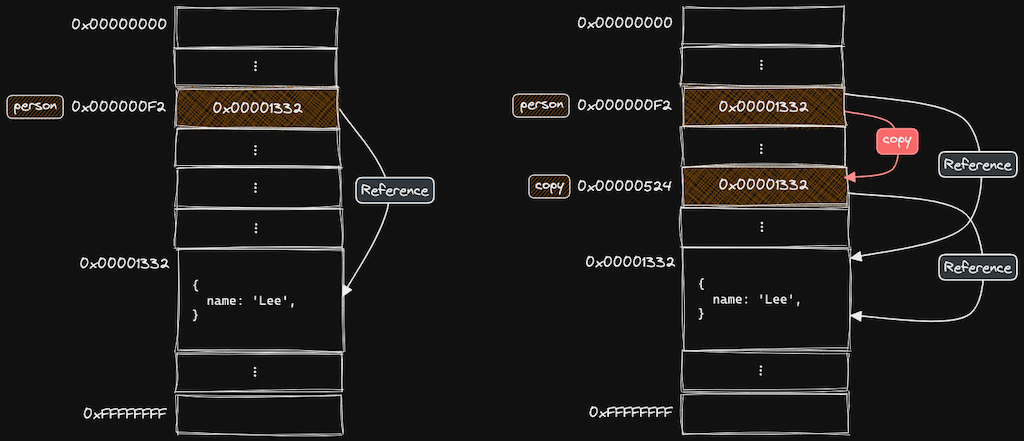 0x00000000
⋮
person
0x000000F2
0x00001332
⋮
⋮
Reference
⋮
0x00001332
{
name: 'Lee',
}
⋮
0xFFFFFFFF
0x00000000
⋮
person
0x000000F2
0x00001332
copy
⋮
Reference
copy
0x00000524
0x00001332
⋮
0x00001332
Reference
{
name: 'Lee',
}
⋮
0xFFFFFFFF